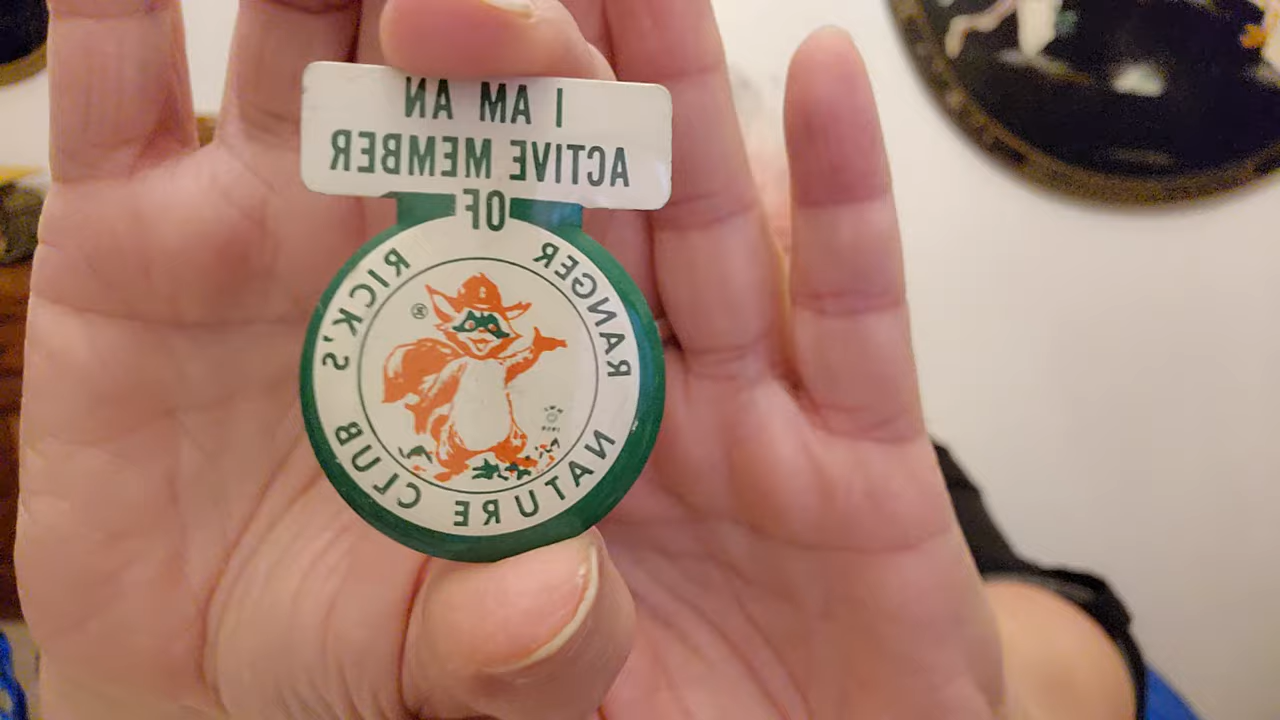 I AM AN
ACTIVE MEMBER
OF
RANGER RICK'S
NATURE CLUB
®